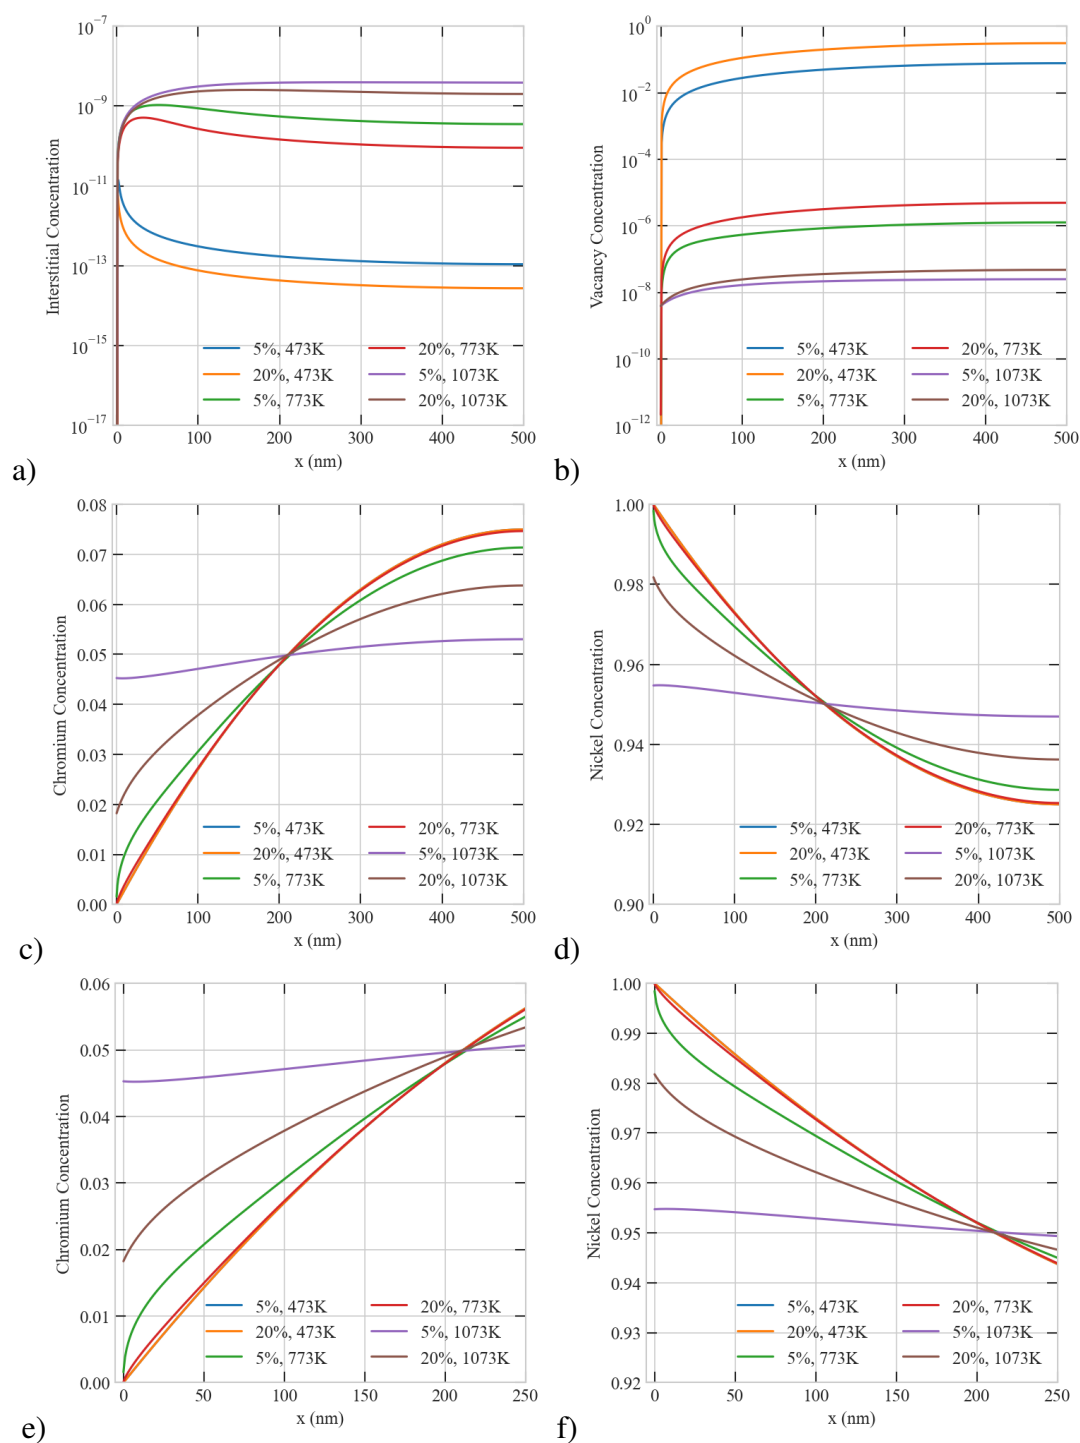 10^-7
10^-9
10^-11
10^-13
10^-15
10^-17
Interstitial Concentration
5%, 473K
20%, 473K
5%, 773K
20%, 773K
5%, 1073K
20%, 1073K
0 100 200 300 400 500
x (nm)
a)
10^0
10^-2
10^-4
10^-6
10^-8
10^-10
10^-12
Vacancy Concentration
5%, 473K
20%, 473K
5%, 773K
20%, 773K
5%, 1073K
20%, 1073K
0 100 200 300 400 500
x (nm)
b)
0.08
0.07
0.06
0.05
0.04
0.03
0.02
0.01
0.00
Chromium Concentration
5%, 473K
20%, 473K
5%, 773K
20%, 773K
5%, 1073K
20%, 1073K
0 100 200 300 400 500
x (nm)
c)
1.00
0.98
0.96
0.94
0.92
0.90
Nickel Concentration
5%, 473K
20%, 473K
5%, 773K
20%, 773K
5%, 1073K
20%, 1073K
0 100 200 300 400 500
x (nm)
d)
0.06
0.05
0.04
0.03
0.02
0.01
0.00
Chromium Concentration
5%, 473K
20%, 473K
5%, 773K
20%, 773K
5%, 1073K
20%, 1073K
0 50 100 150 200 250
x (nm)
e)
1.00
0.99
0.98
0.97
0.96
0.95
0.94
0.93
0.92
Nickel Concentration
5%, 473K
20%, 473K
5%, 773K
20%, 773K
5%, 1073K
20%, 1073K
0 50 100 150 200 250
x (nm)
f)